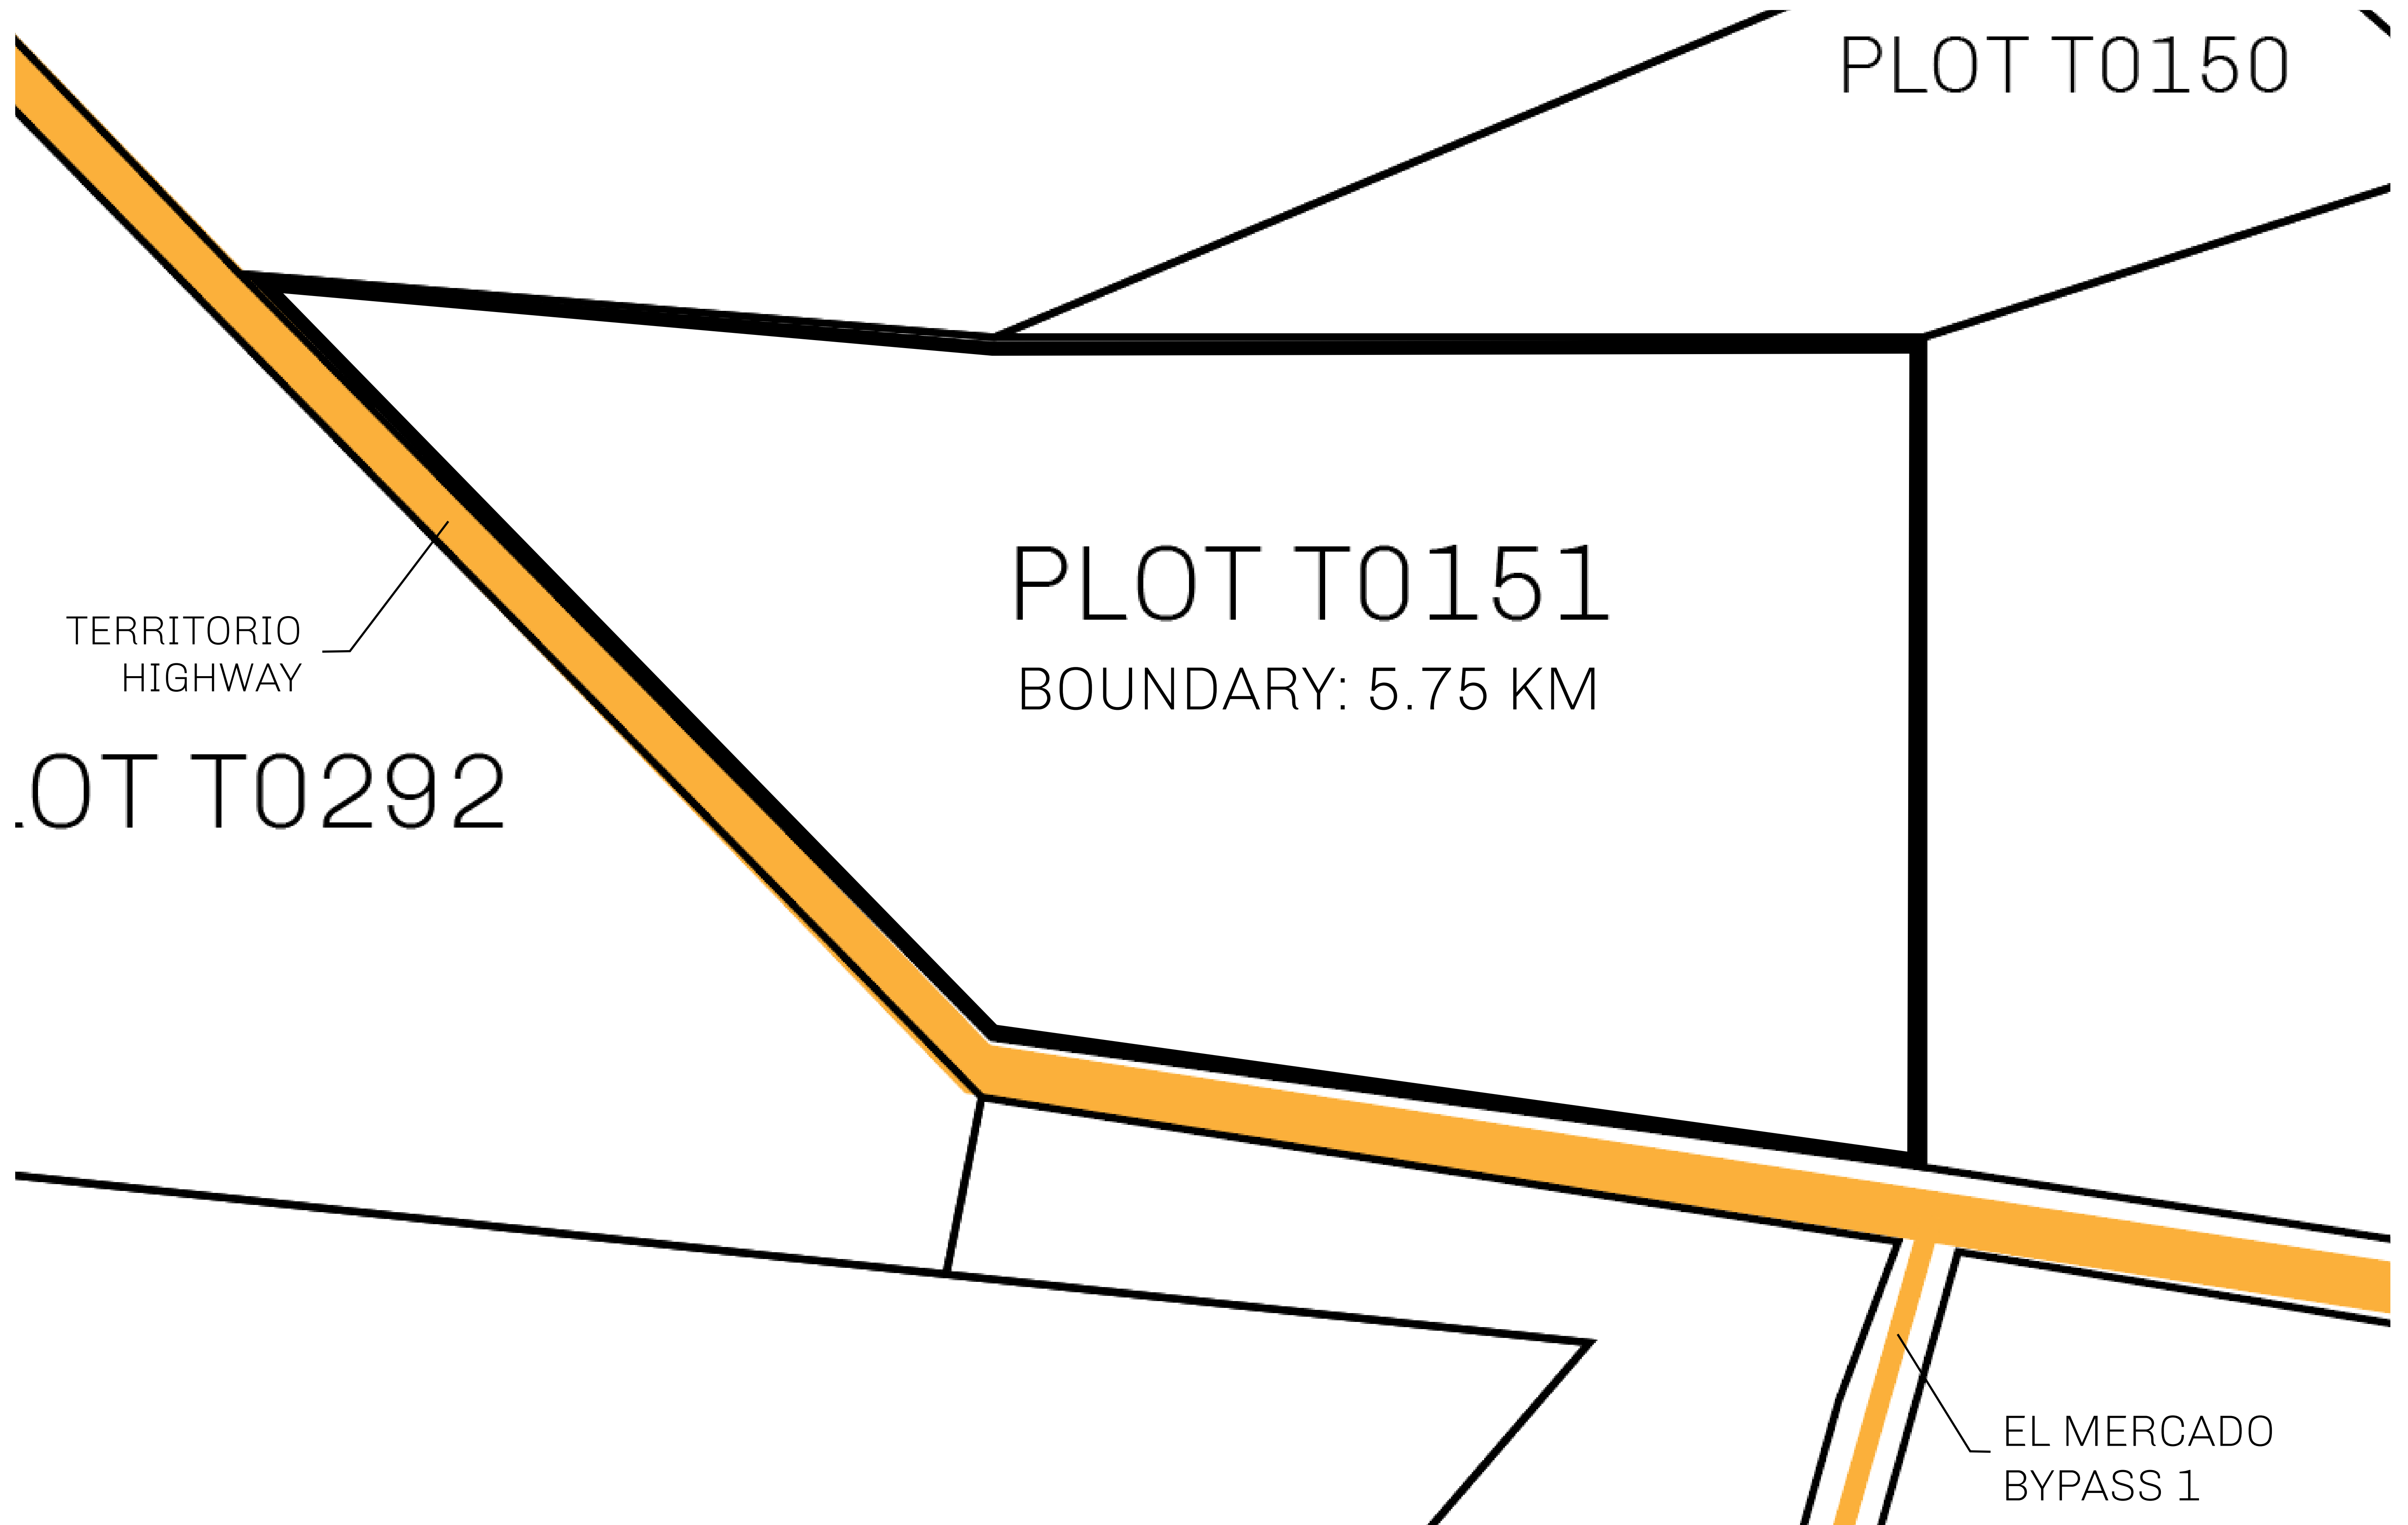 PLOT T0150
PLOT T0151
BOUNDARY: 5.75 KM
TERRITORIO
HIGHWAY
OT T0292
EL MERCADO
BYPASS 1